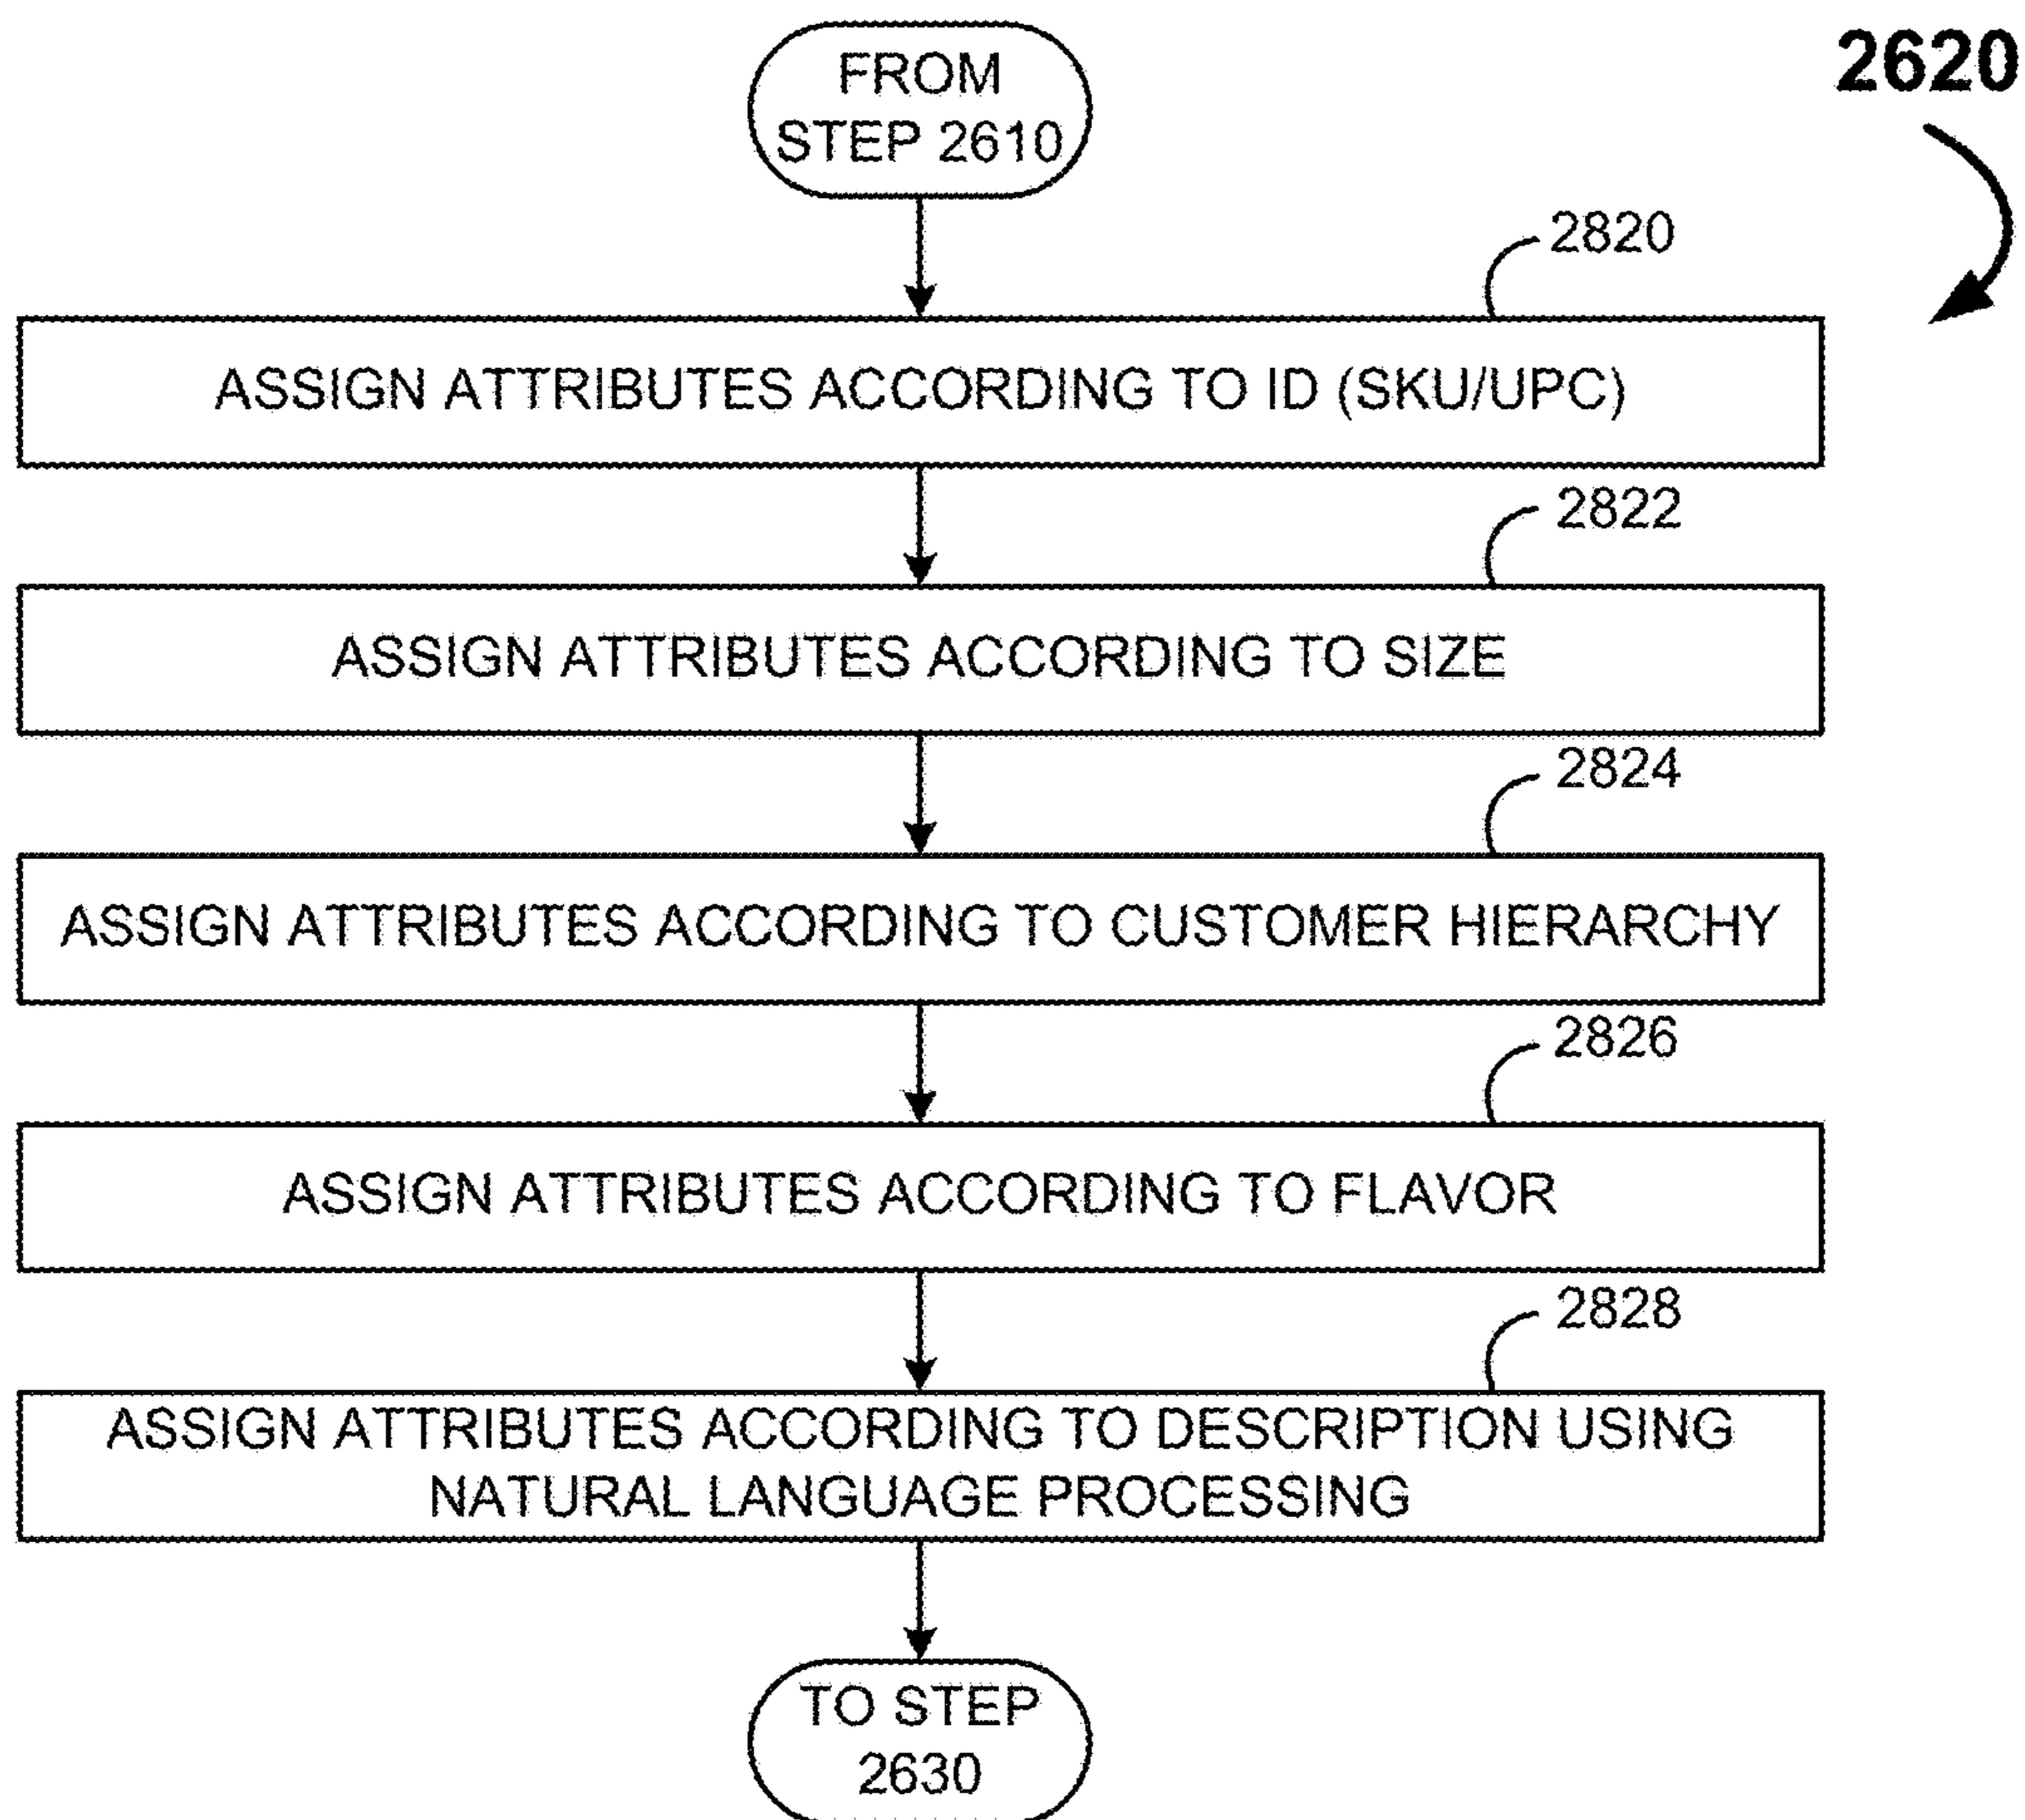 FROM
STEP 2610
2620
2820
ASSIGN ATTRIBUTES ACCORDING TO ID (SKU/UPC)
2822
ASSIGN ATTRIBUTES ACCORDING TO SIZE
2824
ASSIGN ATTRIBUTES ACCORDING TO CUSTOMER HIERARCHY
2826
ASSIGN ATTRIBUTES ACCORDING TO FLAVOR
2828
ASSIGN ATTRIBUTES ACCORDING TO DESCRIPTION USING
NATURAL LANGUAGE PROCESSING
TO STEP
2630